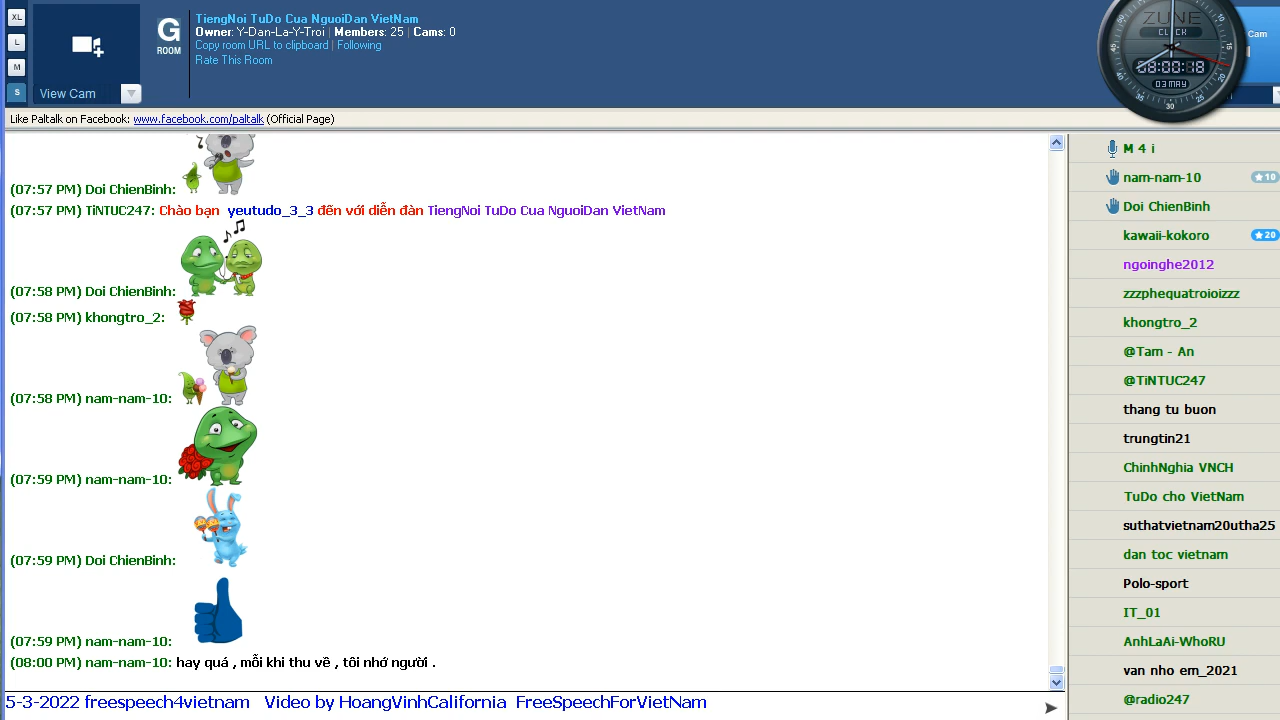 XL
L
M
S
View Cam
G
ROOM
TiengNoi TuDo Cua NguoiDan VietNam
Owner: Y-Dan-La-Y-Troi | Members: 25 | Cams: 0
Copy room URL to clipboard | Following
Rate This Room
ZUNE
CLICK
08:00:18
03 MAY
Cam
Like Paltalk on Facebook: www.facebook.com/paltalk (Official Page)
(07:57 PM) Doi ChienBinh:
(07:57 PM) TiNTUC247: Chào bạn yeutudo_3_3 đến với diễn đàn TiengNoi TuDo Cua NguoiDan VietNam
(07:58 PM) Doi ChienBinh:
(07:58 PM) khongtro_2:
(07:58 PM) nam-nam-10:
(07:59 PM) nam-nam-10:
(07:59 PM) Doi ChienBinh:
(07:59 PM) nam-nam-10:
(08:00 PM) nam-nam-10: hay quá , mỗi khi thu về , tôi nhớ người .
5-3-2022 freespeech4vietnam Video by HoangVinhCalifornia FreeSpeechForVietNam
M 4 i
nam-nam-10 10
Doi ChienBinh
kawaii-kokoro 20
ngoinghe2012
zzzphequatroioizzz
khongtro_2
@Tam - An
@TiNTUC247
thang tu buon
trungtin21
ChinhNghia VNCH
TuDo cho VietNam
suthatvietnam20utha25
dan toc vietnam
Polo-sport
IT_01
AnhLaAi-WhoRU
van nho em_2021
@radio247